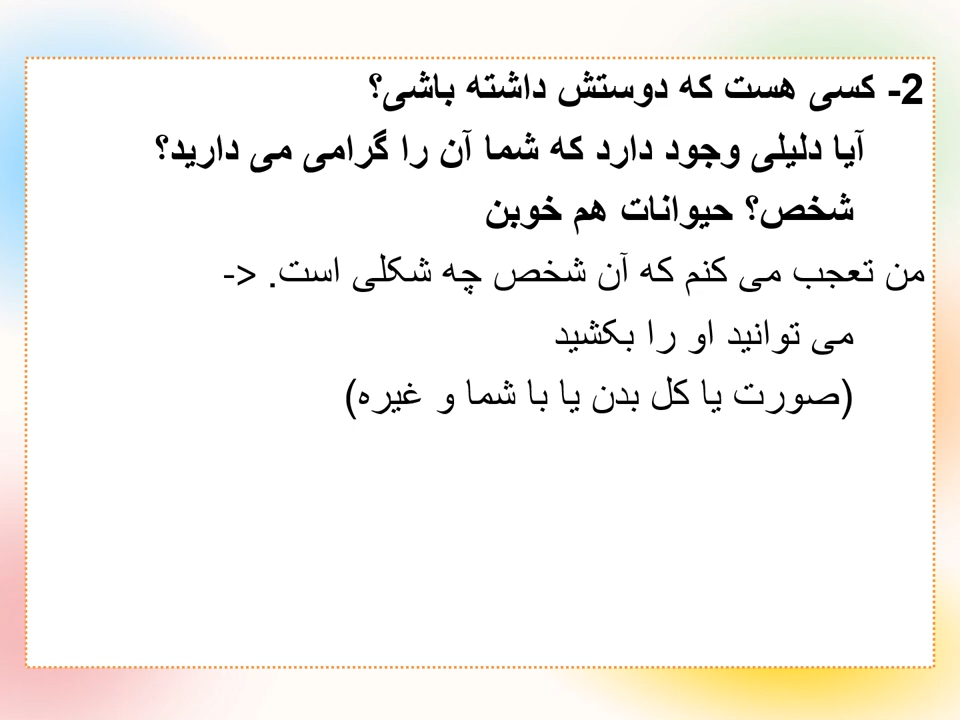 2- کسی هست که دوستش داشته باشی؟
آیا دلیلی وجود دارد که شما آن را گرامی می دارید؟
شخص؟ حیوانات هم خوبن
من تعجب می کنم که آن شخص چه شکلی است. <-
می توانید او را بکشید
(صورت یا کل بدن یا با شما و غیره)